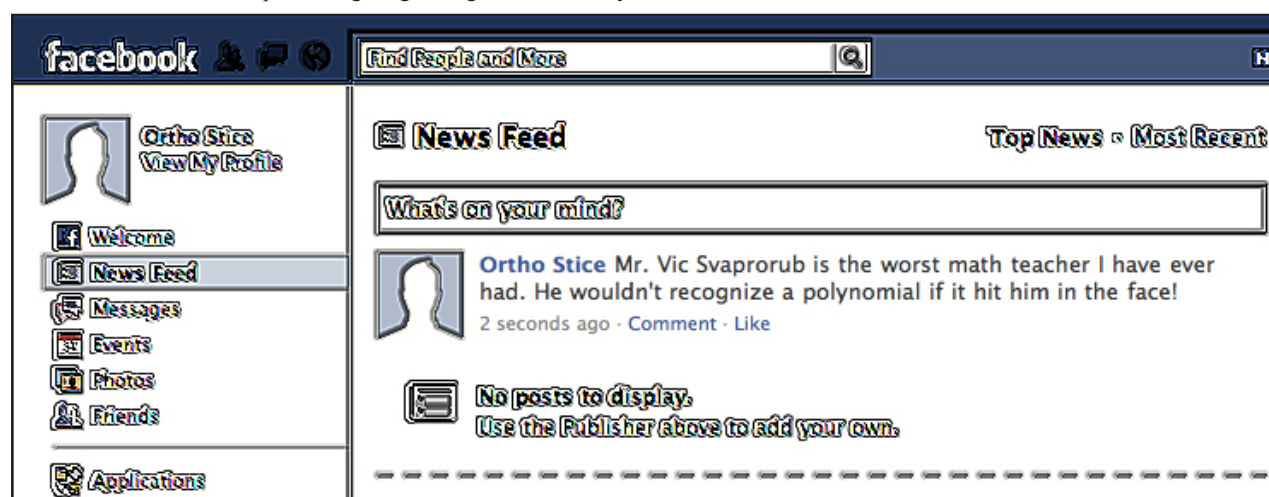 facebook
Find People and More
Ortho Stice
View My Profile
Welcome
News Feed
Messages
Events
Photos
Friends
Applications
News Feed
Top News · Most Recent
What's on your mind?
Ortho Stice Mr. Vic Svaprorub is the worst math teacher I have ever
had. He wouldn't recognize a polynomial if it hit him in the face!
2 seconds ago · Comment · Like
No posts to display.
Use the Publisher above to add your own.